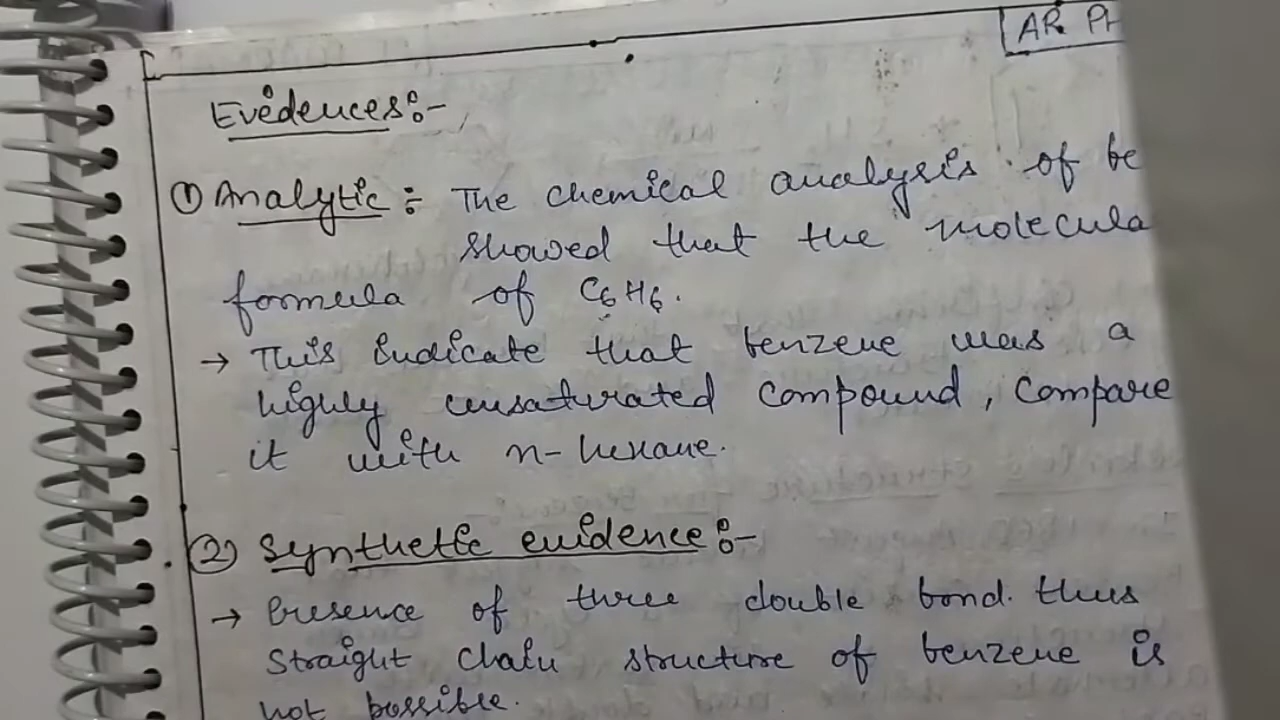 AR PH
Evidences:-
① Analytic : The chemical analysis of be
showed that the molecula
formula of C6H6.
→ This indicate that benzene was a
highly unsaturated compound, compare
it with n-hexane.
② Synthetic evidence:-
→ Presence of three double bond. thus
straight chain structure of benzene is
not possible.